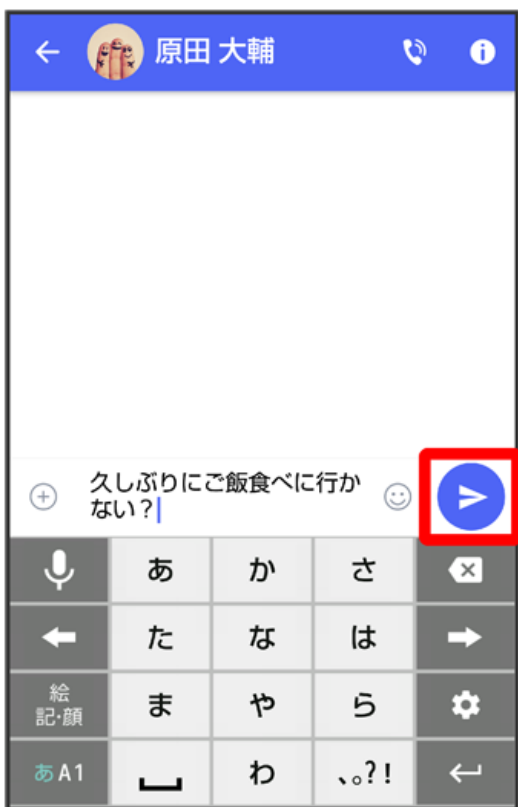 原田 大輔
久しぶりにご飯食べに行か
ない？
あ か さ
た な は
絵
記・顔 ま や ら
あA1 わ 、。?!